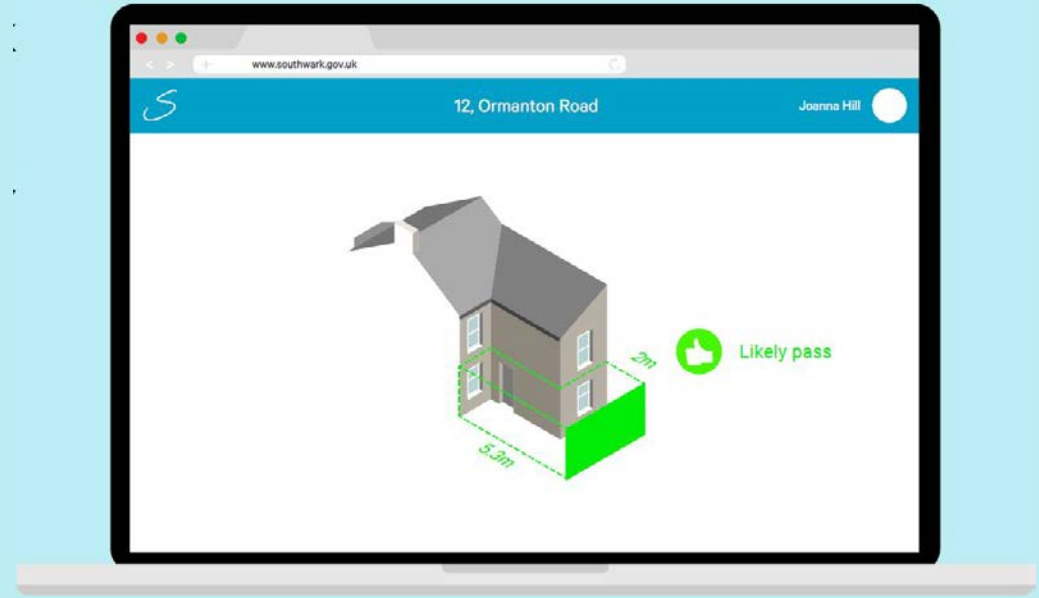 www.southwark.gov.uk
S
12, Ormanton Road
Joanna Hill
2m
Likely pass
5.3m